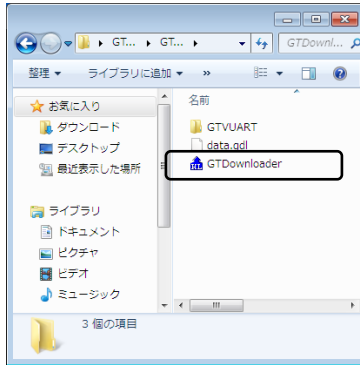 GT... GT... GTDownl...
整理 ライブラリに追加 »
お気に入り
ダウンロード
デスクトップ
最近表示した場所
ライブラリ
ドキュメント
ピクチャ
ビデオ
ミュージック
名前
GTVUART
data.gdl
GTDownloader
3 個の項目